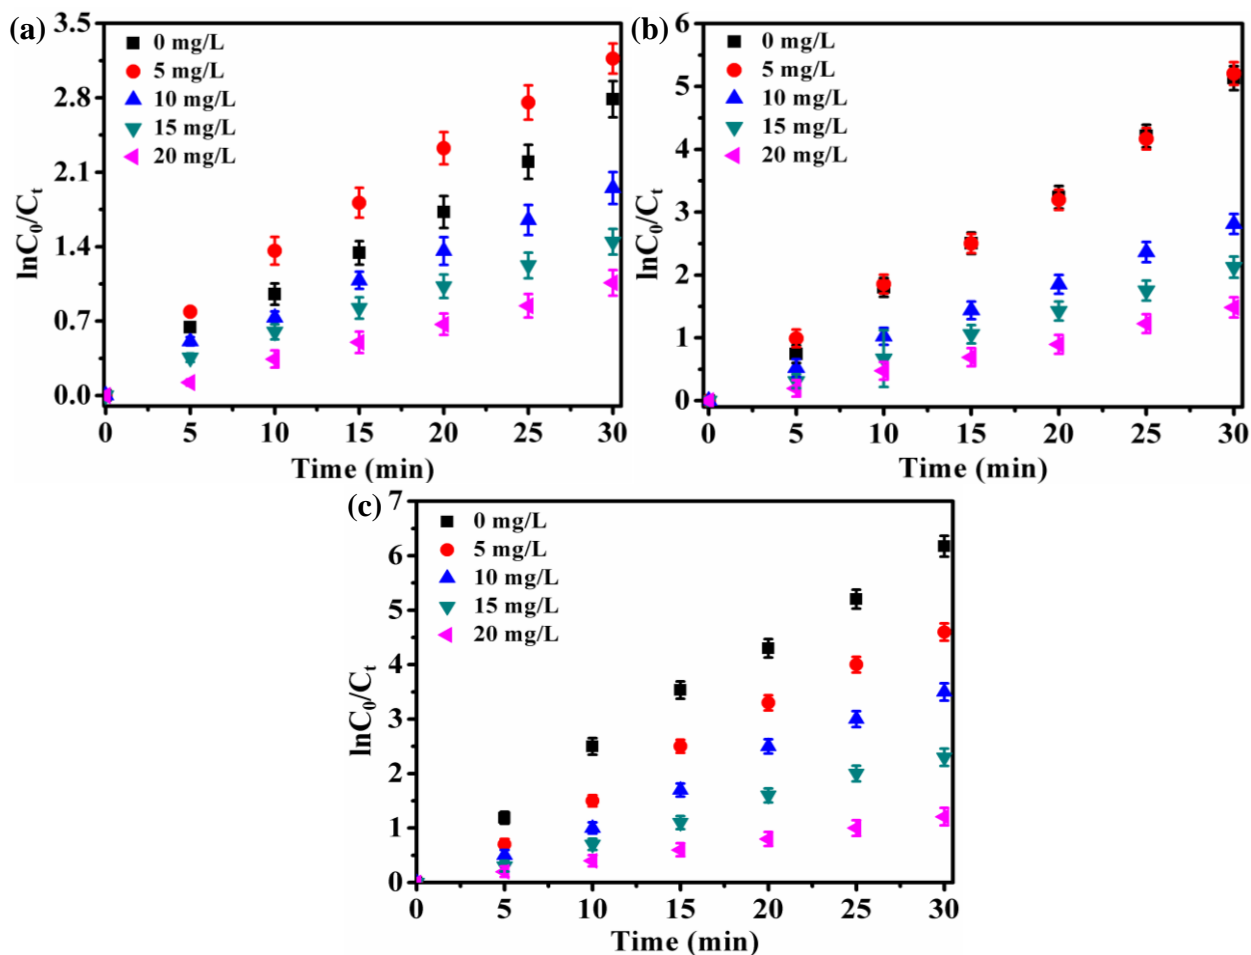 (a)
3.5
2.8
2.1
1.4
0.7
0.0
lnC₀/Cₜ
0 mg/L
5 mg/L
10 mg/L
15 mg/L
20 mg/L
0 5 10 15 20 25 30
Time (min)
(b)
6
5
4
3
2
1
0
lnC₀/Cₜ
0 mg/L
5 mg/L
10 mg/L
15 mg/L
20 mg/L
0 5 10 15 20 25 30
Time (min)
(c)
7
6
5
4
3
2
1
0
lnC₀/Cₜ
0 mg/L
5 mg/L
10 mg/L
15 mg/L
20 mg/L
0 5 10 15 20 25 30
Time (min)